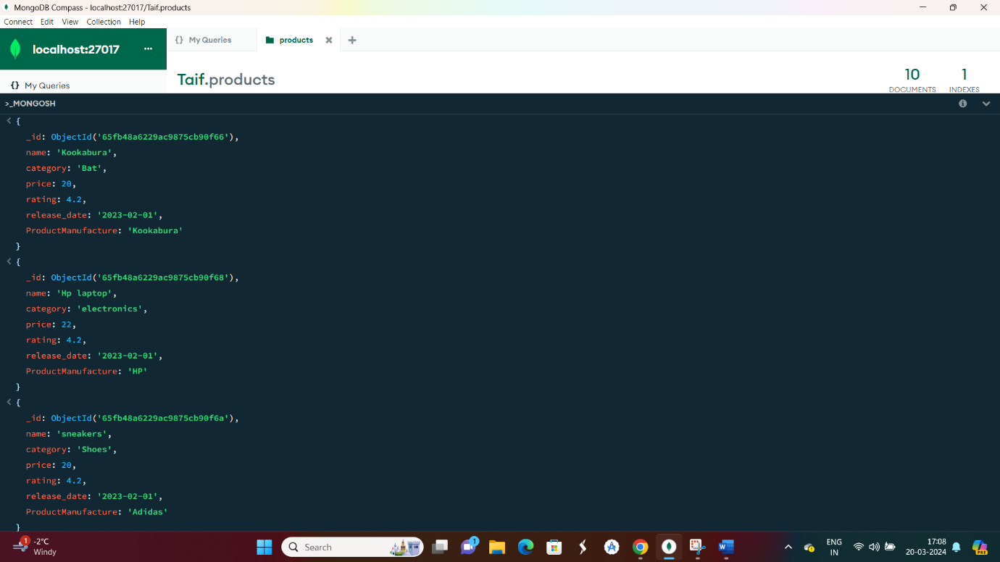 MongoDB Compass - localhost:27017/Taif.products
Connect Edit View Collection Help
localhost:27017 ...
{} My Queries
products
{} My Queries
Taif.products
10
DOCUMENTS
1
INDEXES
>_MONGOSH
{
_id: ObjectId('65fb48a6229ac9875cb90f66'),
name: 'Kookabura',
category: 'Bat',
price: 20,
rating: 4.2,
release_date: '2023-02-01',
ProductManufacture: 'Kookabura'
}
{
_id: ObjectId('65fb48a6229ac9875cb90f68'),
name: 'Hp laptop',
category: 'electronics',
price: 22,
rating: 4.2,
release_date: '2023-02-01',
ProductManufacture: 'HP'
}
{
_id: ObjectId('65fb48a6229ac9875cb90f6a'),
name: 'sneakers',
category: 'Shoes',
price: 20,
rating: 4.2,
release_date: '2023-02-01',
ProductManufacture: 'Adidas'
}
1
-2°C
Windy
Search
1
W
ENG
IN
17:08
20-03-2024
PRE